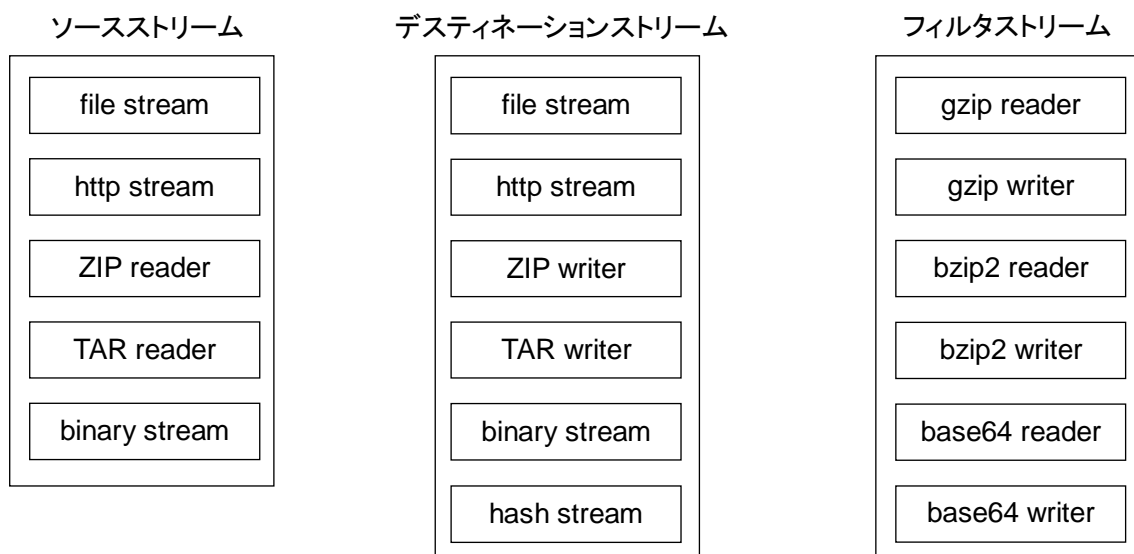 ソースストリーム
file stream
http stream
ZIP reader
TAR reader
binary stream
デスティネーションストリーム
file stream
http stream
ZIP writer
TAR writer
binary stream
hash stream
フィルタストリーム
gzip reader
gzip writer
bzip2 reader
bzip2 writer
base64 reader
base64 writer